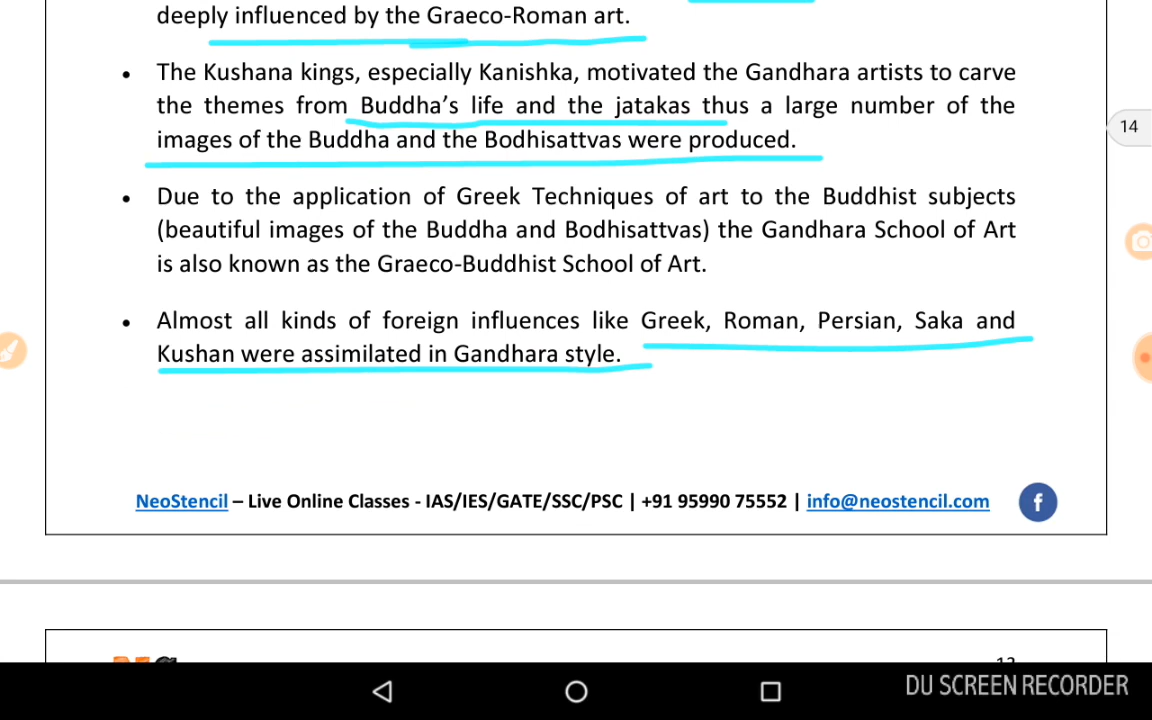 deeply influenced by the Graeco-Roman art.
• The Kushana kings, especially Kanishka, motivated the Gandhara artists to carve
the themes from Buddha's life and the jatakas thus a large number of the
images of the Buddha and the Bodhisattvas were produced.
14
• Due to the application of Greek Techniques of art to the Buddhist subjects
(beautiful images of the Buddha and Bodhisattvas) the Gandhara School of Art
is also known as the Graeco-Buddhist School of Art.
• Almost all kinds of foreign influences like Greek, Roman, Persian, Saka and
Kushan were assimilated in Gandhara style.
NeoStencil – Live Online Classes - IAS/IES/GATE/SSC/PSC | +91 95990 75552 | info@neostencil.com f
DU SCREEN RECORDER